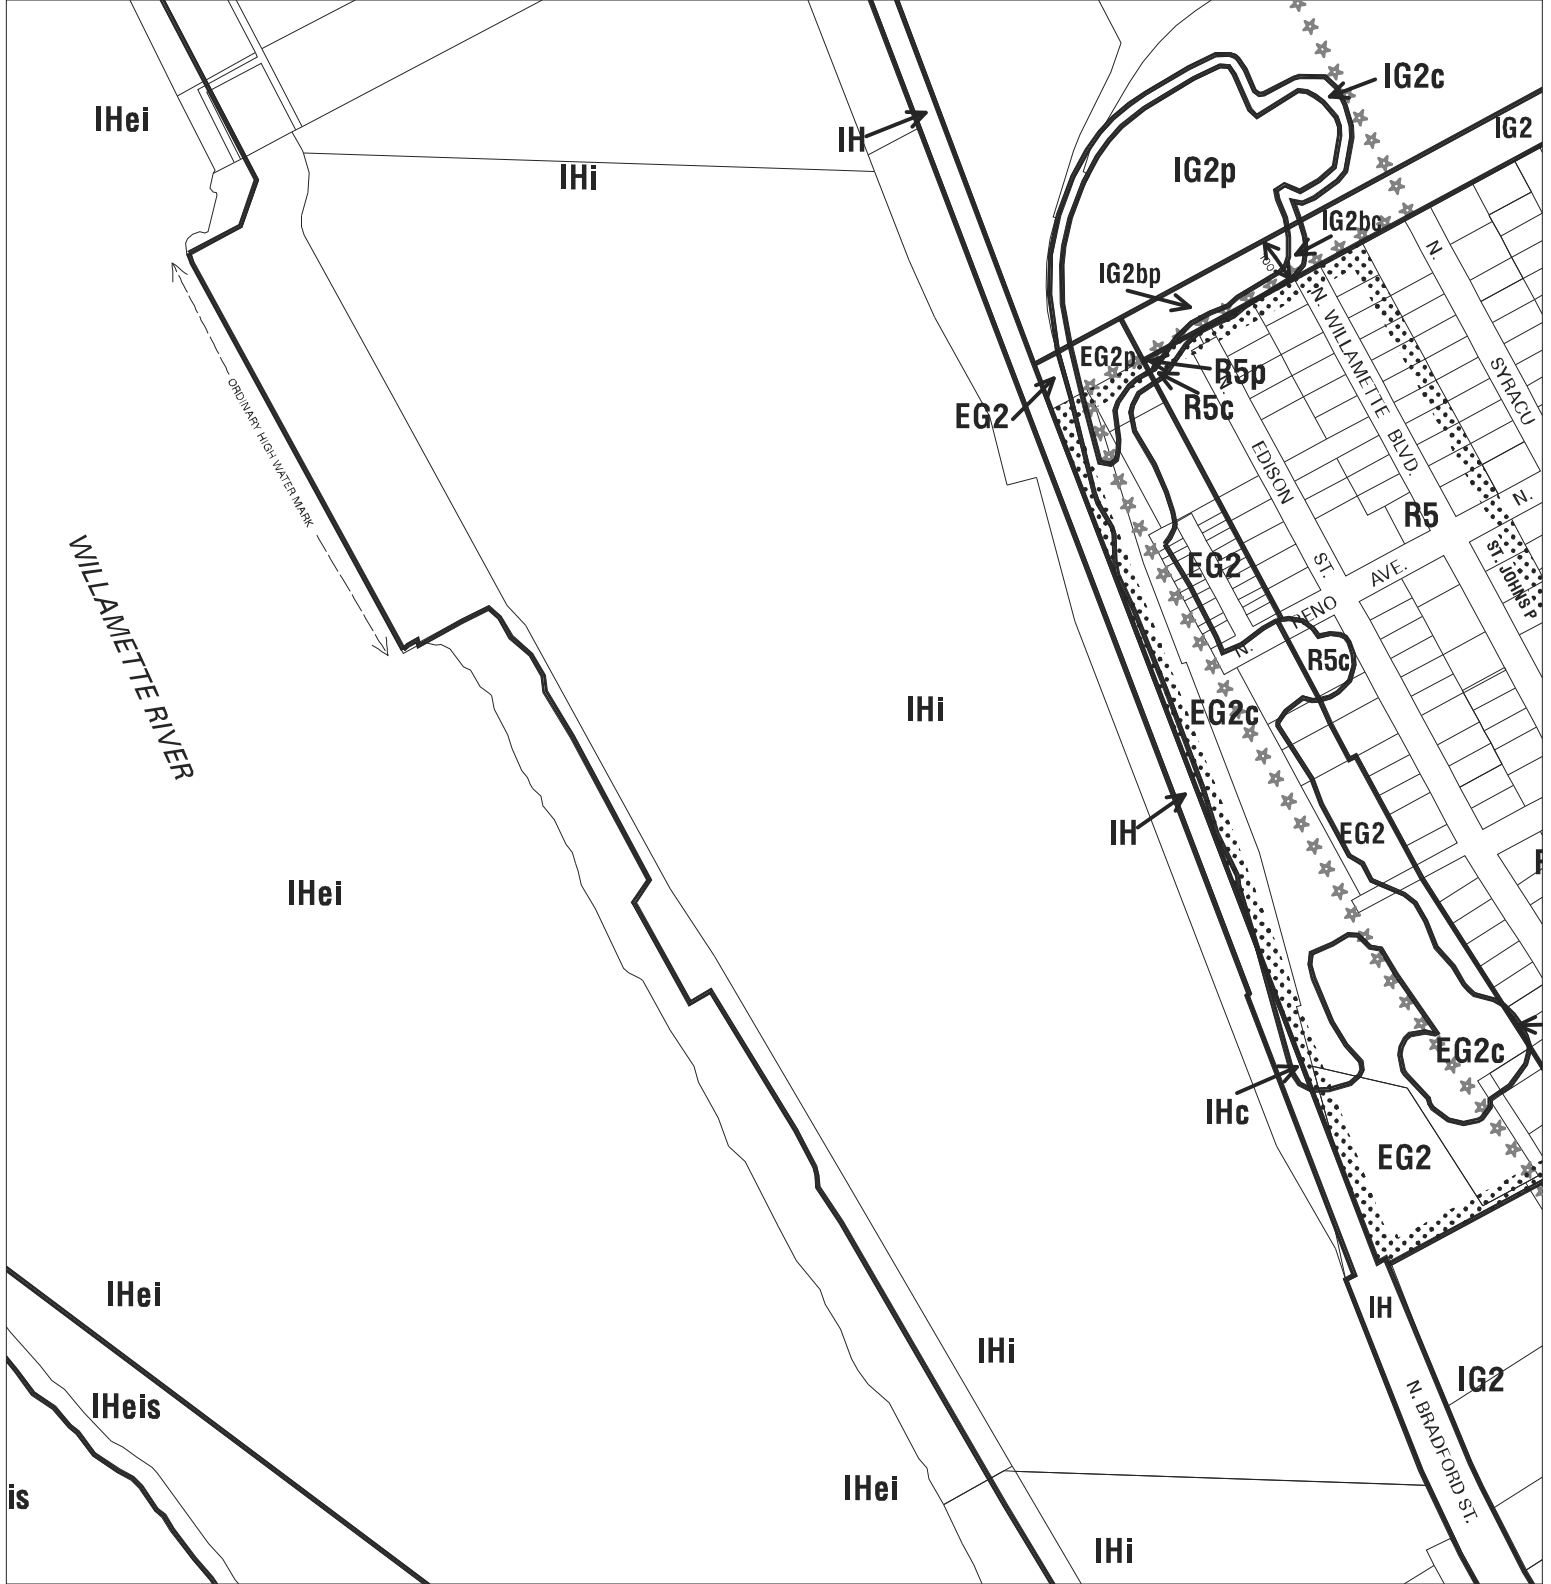 IG2c
IHei
IH
IG2
IHi
IG2p
IG2bc
N.
IG2bp
100'
N. WILLAMETTE BLVD.
EG2p
R5p
N.
SYRACU
ORDINARY HIGH WATER MARK
EG2
R5c
EDISON
ST.
R5
N.
WILLAMETTE RIVER
EG2
AVE.
ST. JOHNS P
RENO
N.
R5c
IHi
EG2c
IH
EG2
IHei
EG2c
IHc
EG2
IHei
IH
IHi
IG2
IHeis
N. BRADFORD ST.
IHei
is
IHi